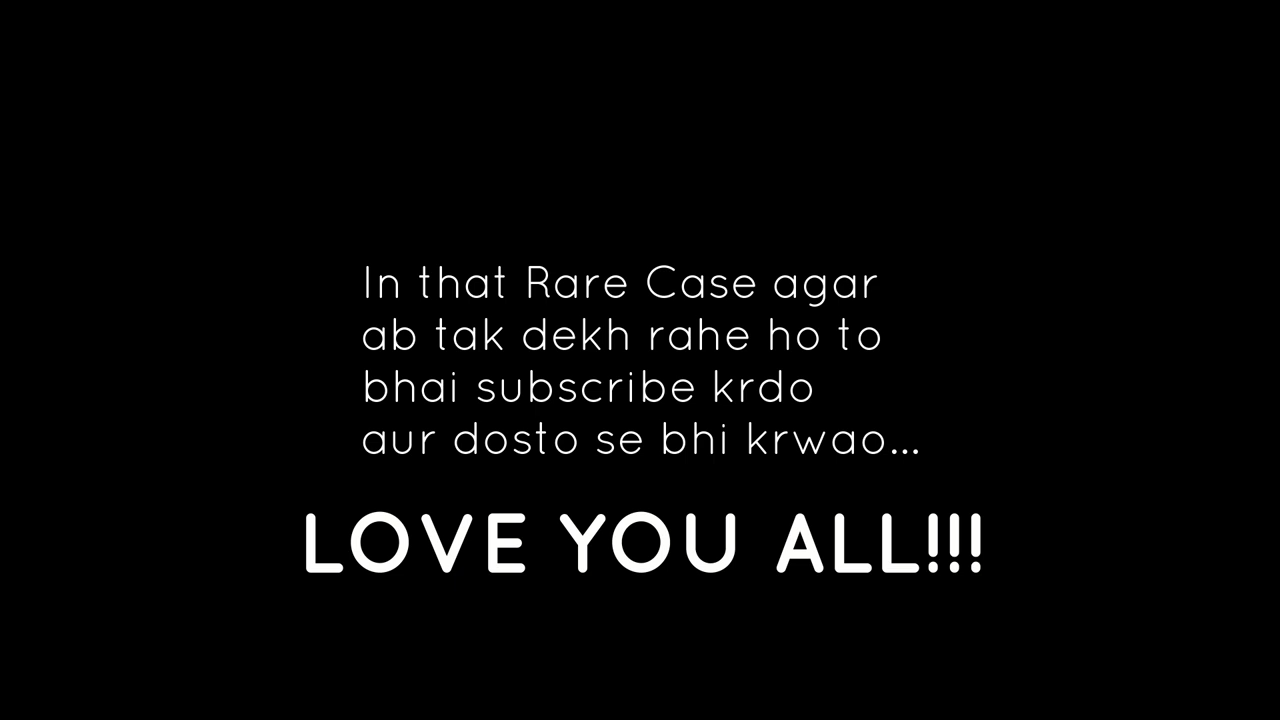 In that Rare Case agar
ab tak dekh rahe ho to
bhai subscribe krdo
aur dosto se bhi krwao...
LOVE YOU ALL!!!